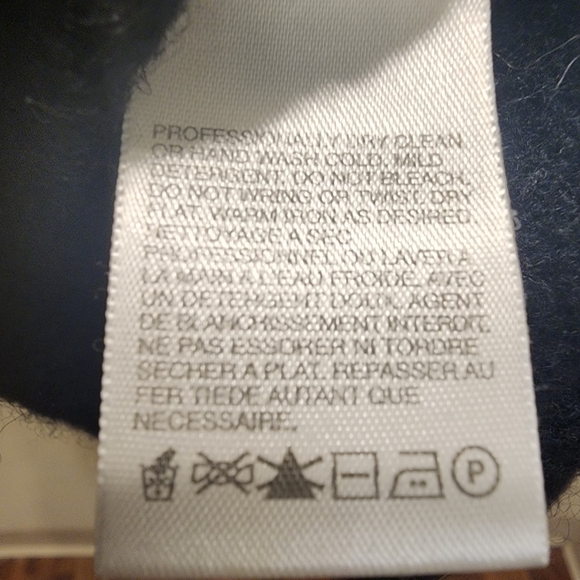 PROFESSIONALLY DRY CLEAN
OR HAND WASH COLD, MILD
DETERGENT, DO NOT BLEACH,
DO NOT WRING OR TWIST, DRY
FLAT, WARM IRON AS DESIRED
NETTOYAGE A SEC
PROFESSIONNEL OU LAVER A
LA MAIN A L'EAU FROIDE, AVEC
UN DETERGENT DOUX, AGENT
DE BLANCHISSEMENT INTERDIT,
NE PAS ESSORER NI TORDRE
SECHER A PLAT. REPASSER AU
FER TIEDE AUTANT QUE
NECESSAIRE.
P